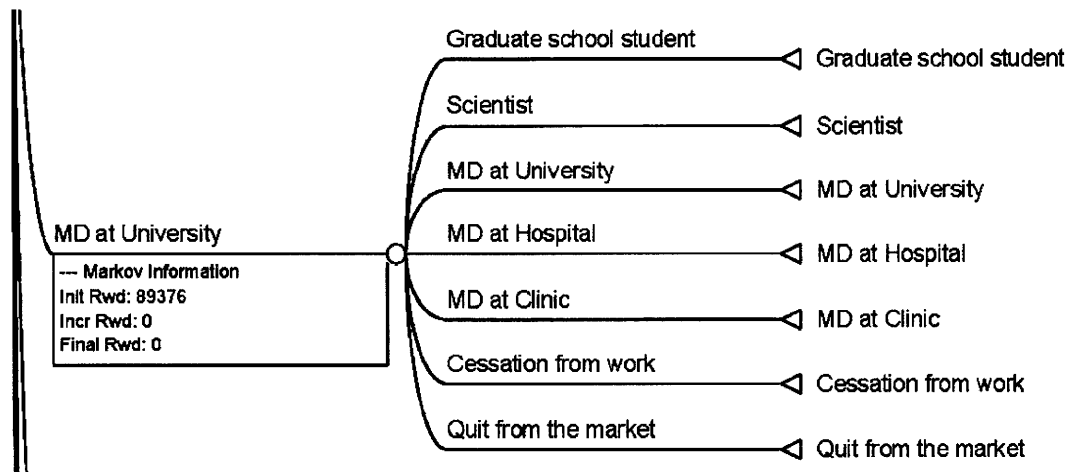 Graduate school student
Graduate school student
Scientist
Scientist
MD at University
MD at University
MD at University
--- Markov Information
Init Rwd: 89376
Incr Rwd: 0
Final Rwd: 0
MD at Hospital
MD at Hospital
MD at Clinic
MD at Clinic
Cessation from work
Cessation from work
Quit from the market
Quit from the market